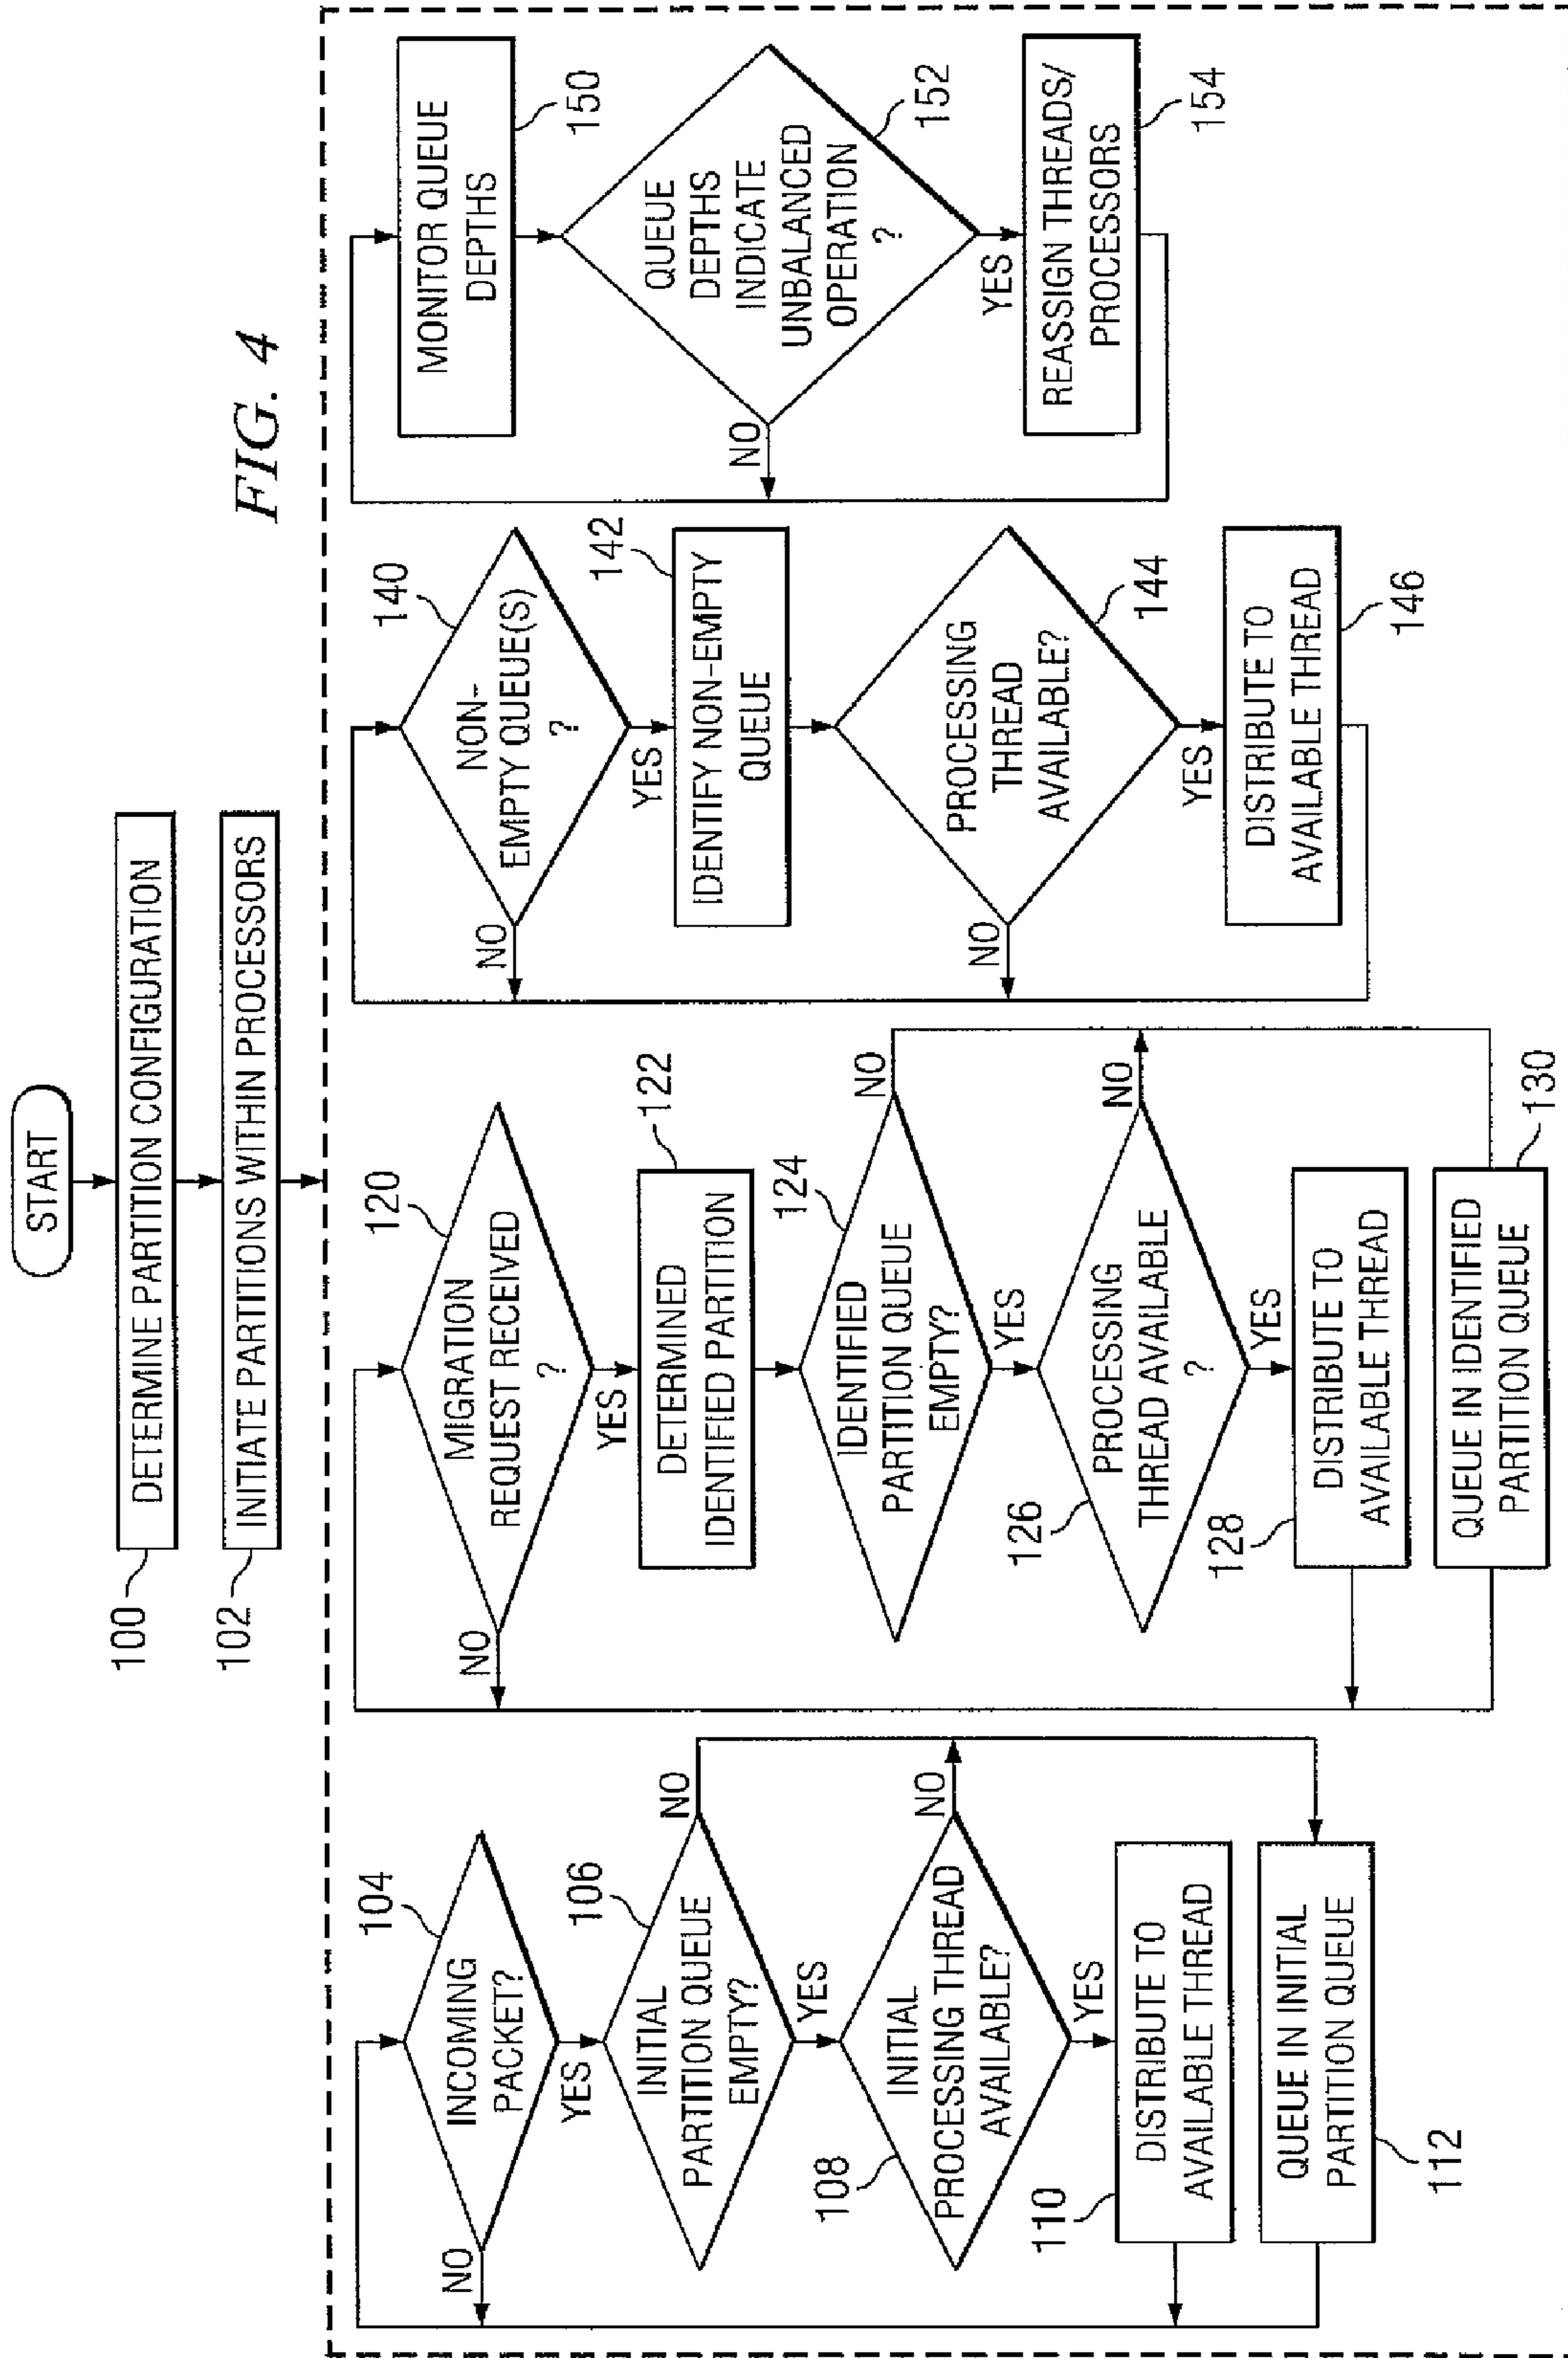 FIG. 4
START
100
DETERMINE PARTITION CONFIGURATION
102
INITIATE PARTITIONS WITHIN PROCESSORS
104
INCOMING
PACKET?
NO
YES
106
INITIAL
PARTITION QUEUE
EMPTY?
NO
YES
108
INITIAL
PROCESSING THREAD
AVAILABLE?
NO
YES
110
DISTRIBUTE TO
AVAILABLE THREAD
QUEUE IN INITIAL
PARTITION QUEUE
112
120
MIGRATION
REQUEST RECEIVED
?
NO
YES
122
DETERMINED
IDENTIFIED PARTITION
124
IDENTIFIED
PARTITION QUEUE
EMPTY?
NO
YES
126
PROCESSING
THREAD AVAILABLE
?
NO
YES
128
DISTRIBUTE TO
AVAILABLE THREAD
QUEUE IN IDENTIFIED
PARTITION QUEUE
130
140
NON-
EMPTY QUEUE(S)
?
NO
YES
142
IDENTIFY NON-EMPTY
QUEUE
PROCESSING
THREAD
AVAILABLE?
144
NO
YES
DISTRIBUTE TO
AVAILABLE THREAD
146
MONITOR QUEUE
DEPTHS
150
QUEUE
DEPTHS
INDICATE
UNBALANCED
OPERATION
?
152
NO
YES
REASSIGN THREADS/
PROCESSORS
154